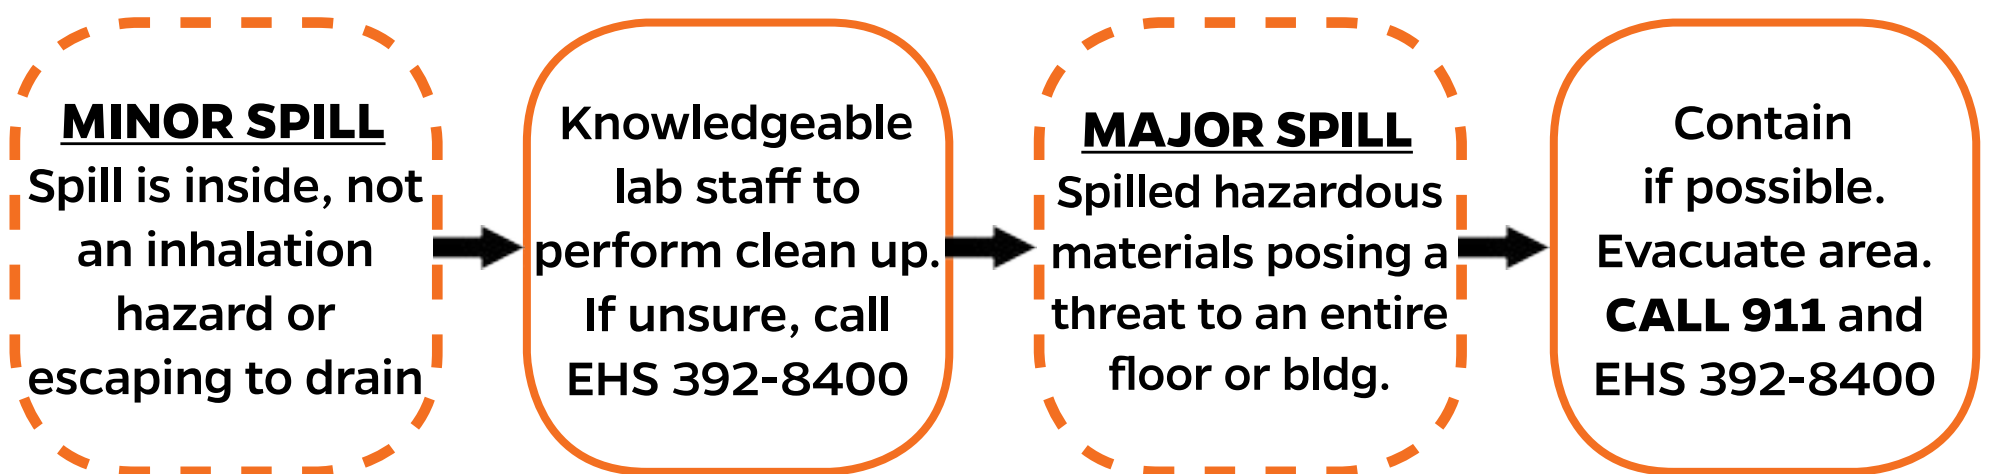 MINOR SPILL
Spill is inside, not
an inhalation
hazard or
escaping to drain
Knowledgeable
lab staff to
perform clean up.
If unsure, call
EHS 392-8400
MAJOR SPILL
Spilled hazardous
materials posing a
threat to an entire
floor or bldg.
Contain
if possible.
Evacuate area.
CALL 911 and
EHS 392-8400